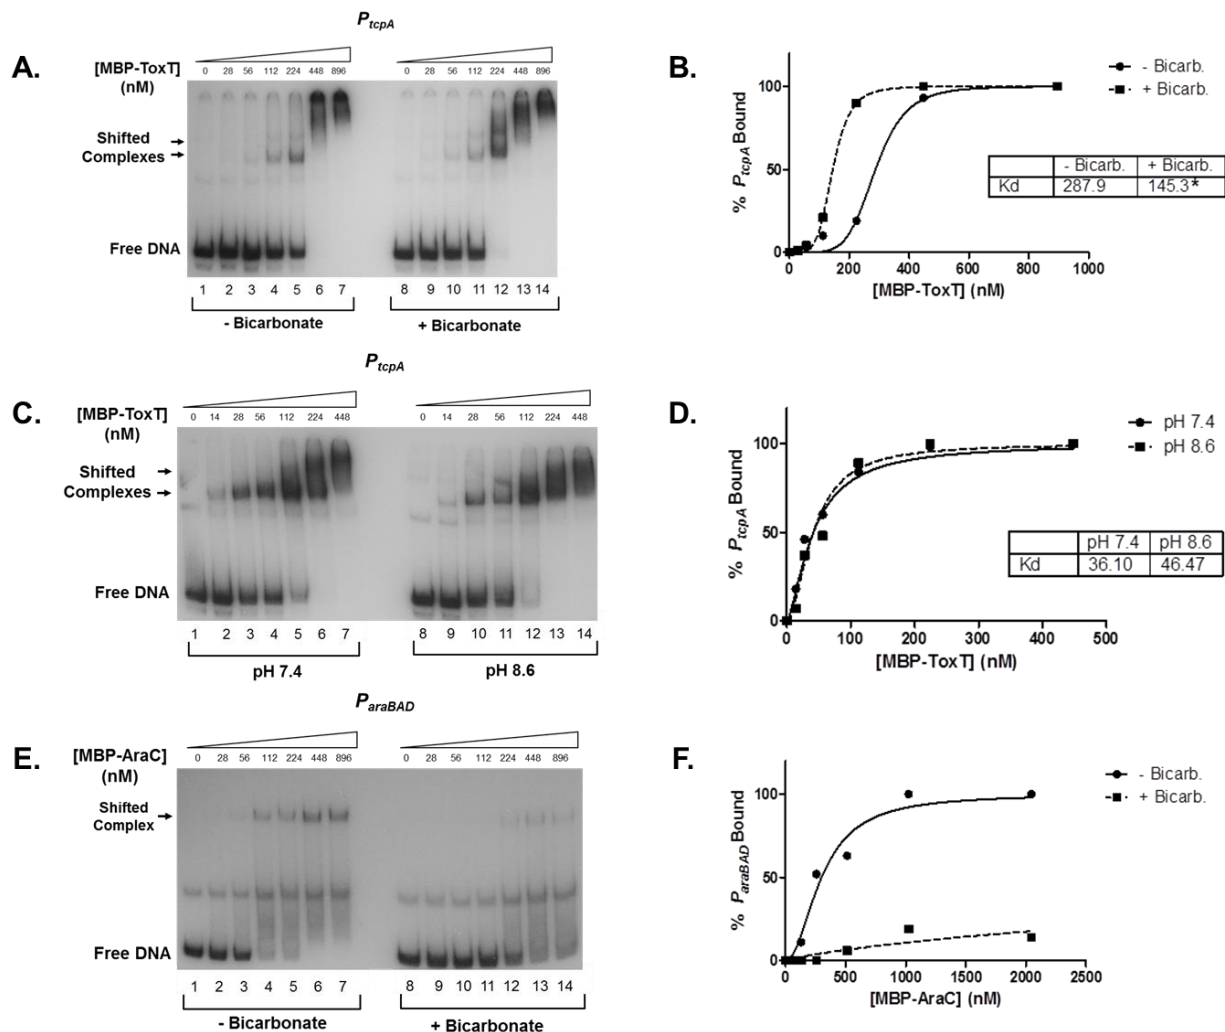 P_tcpA
A.
[MBP-ToxT]
(nM)
0 28 56 112 224 448 896
0 28 56 112 224 448 896
Shifted
Complexes
Free DNA
1 2 3 4 5 6 7
8 9 10 11 12 13 14
- Bicarbonate
+ Bicarbonate
B.
% P_tcpA Bound
100
50
0
0 200 400 600 800 1000
[MBP-ToxT] (nM)
- Bicarb.
+ Bicarb.
- Bicarb. + Bicarb.
Kd 287.9 145.3*
P_tcpA
C.
[MBP-ToxT]
(nM)
0 14 28 56 112 224 448
0 14 28 56 112 224 448
Shifted
Complexes
Free DNA
1 2 3 4 5 6 7
8 9 10 11 12 13 14
pH 7.4
pH 8.6
D.
% P_tcpA Bound
100
50
0
0 100 200 300 400 500
[MBP-ToxT] (nM)
pH 7.4
pH 8.6
pH 7.4 pH 8.6
Kd 36.10 46.47
P_araBAD
E.
[MBP-AraC]
(nM)
0 28 56 112 224 448 896
0 28 56 112 224 448 896
Shifted
Complex
Free DNA
1 2 3 4 5 6 7
8 9 10 11 12 13 14
- Bicarbonate
+ Bicarbonate
F.
% P_araBAD Bound
100
50
0
0 500 1000 1500 2000 2500
[MBP-AraC] (nM)
- Bicarb.
+ Bicarb.